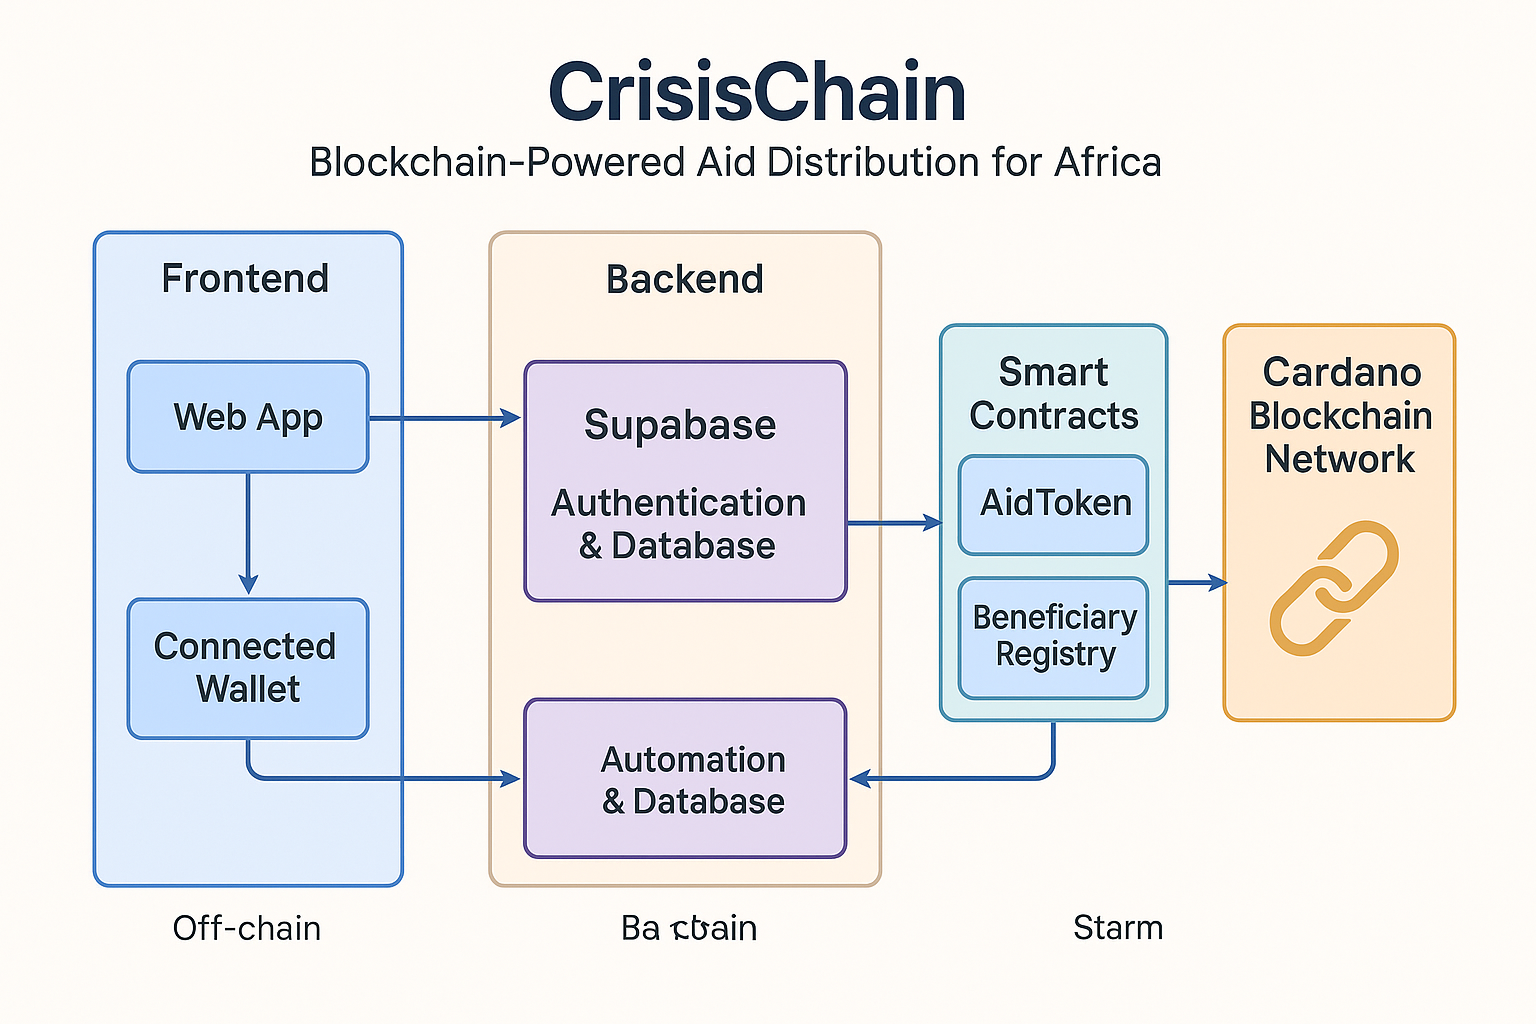 CrisisChain
Blockchain-Powered Aid Distribution for Africa
Frontend
Web App
Connected
Wallet
Backend
Supabase
Authentication
& Database
Automation
& Database
Smart
Contracts
AidToken
Beneficiary
Registry
Cardano
Blockchain
Network
Off-chain
Ba
Starm